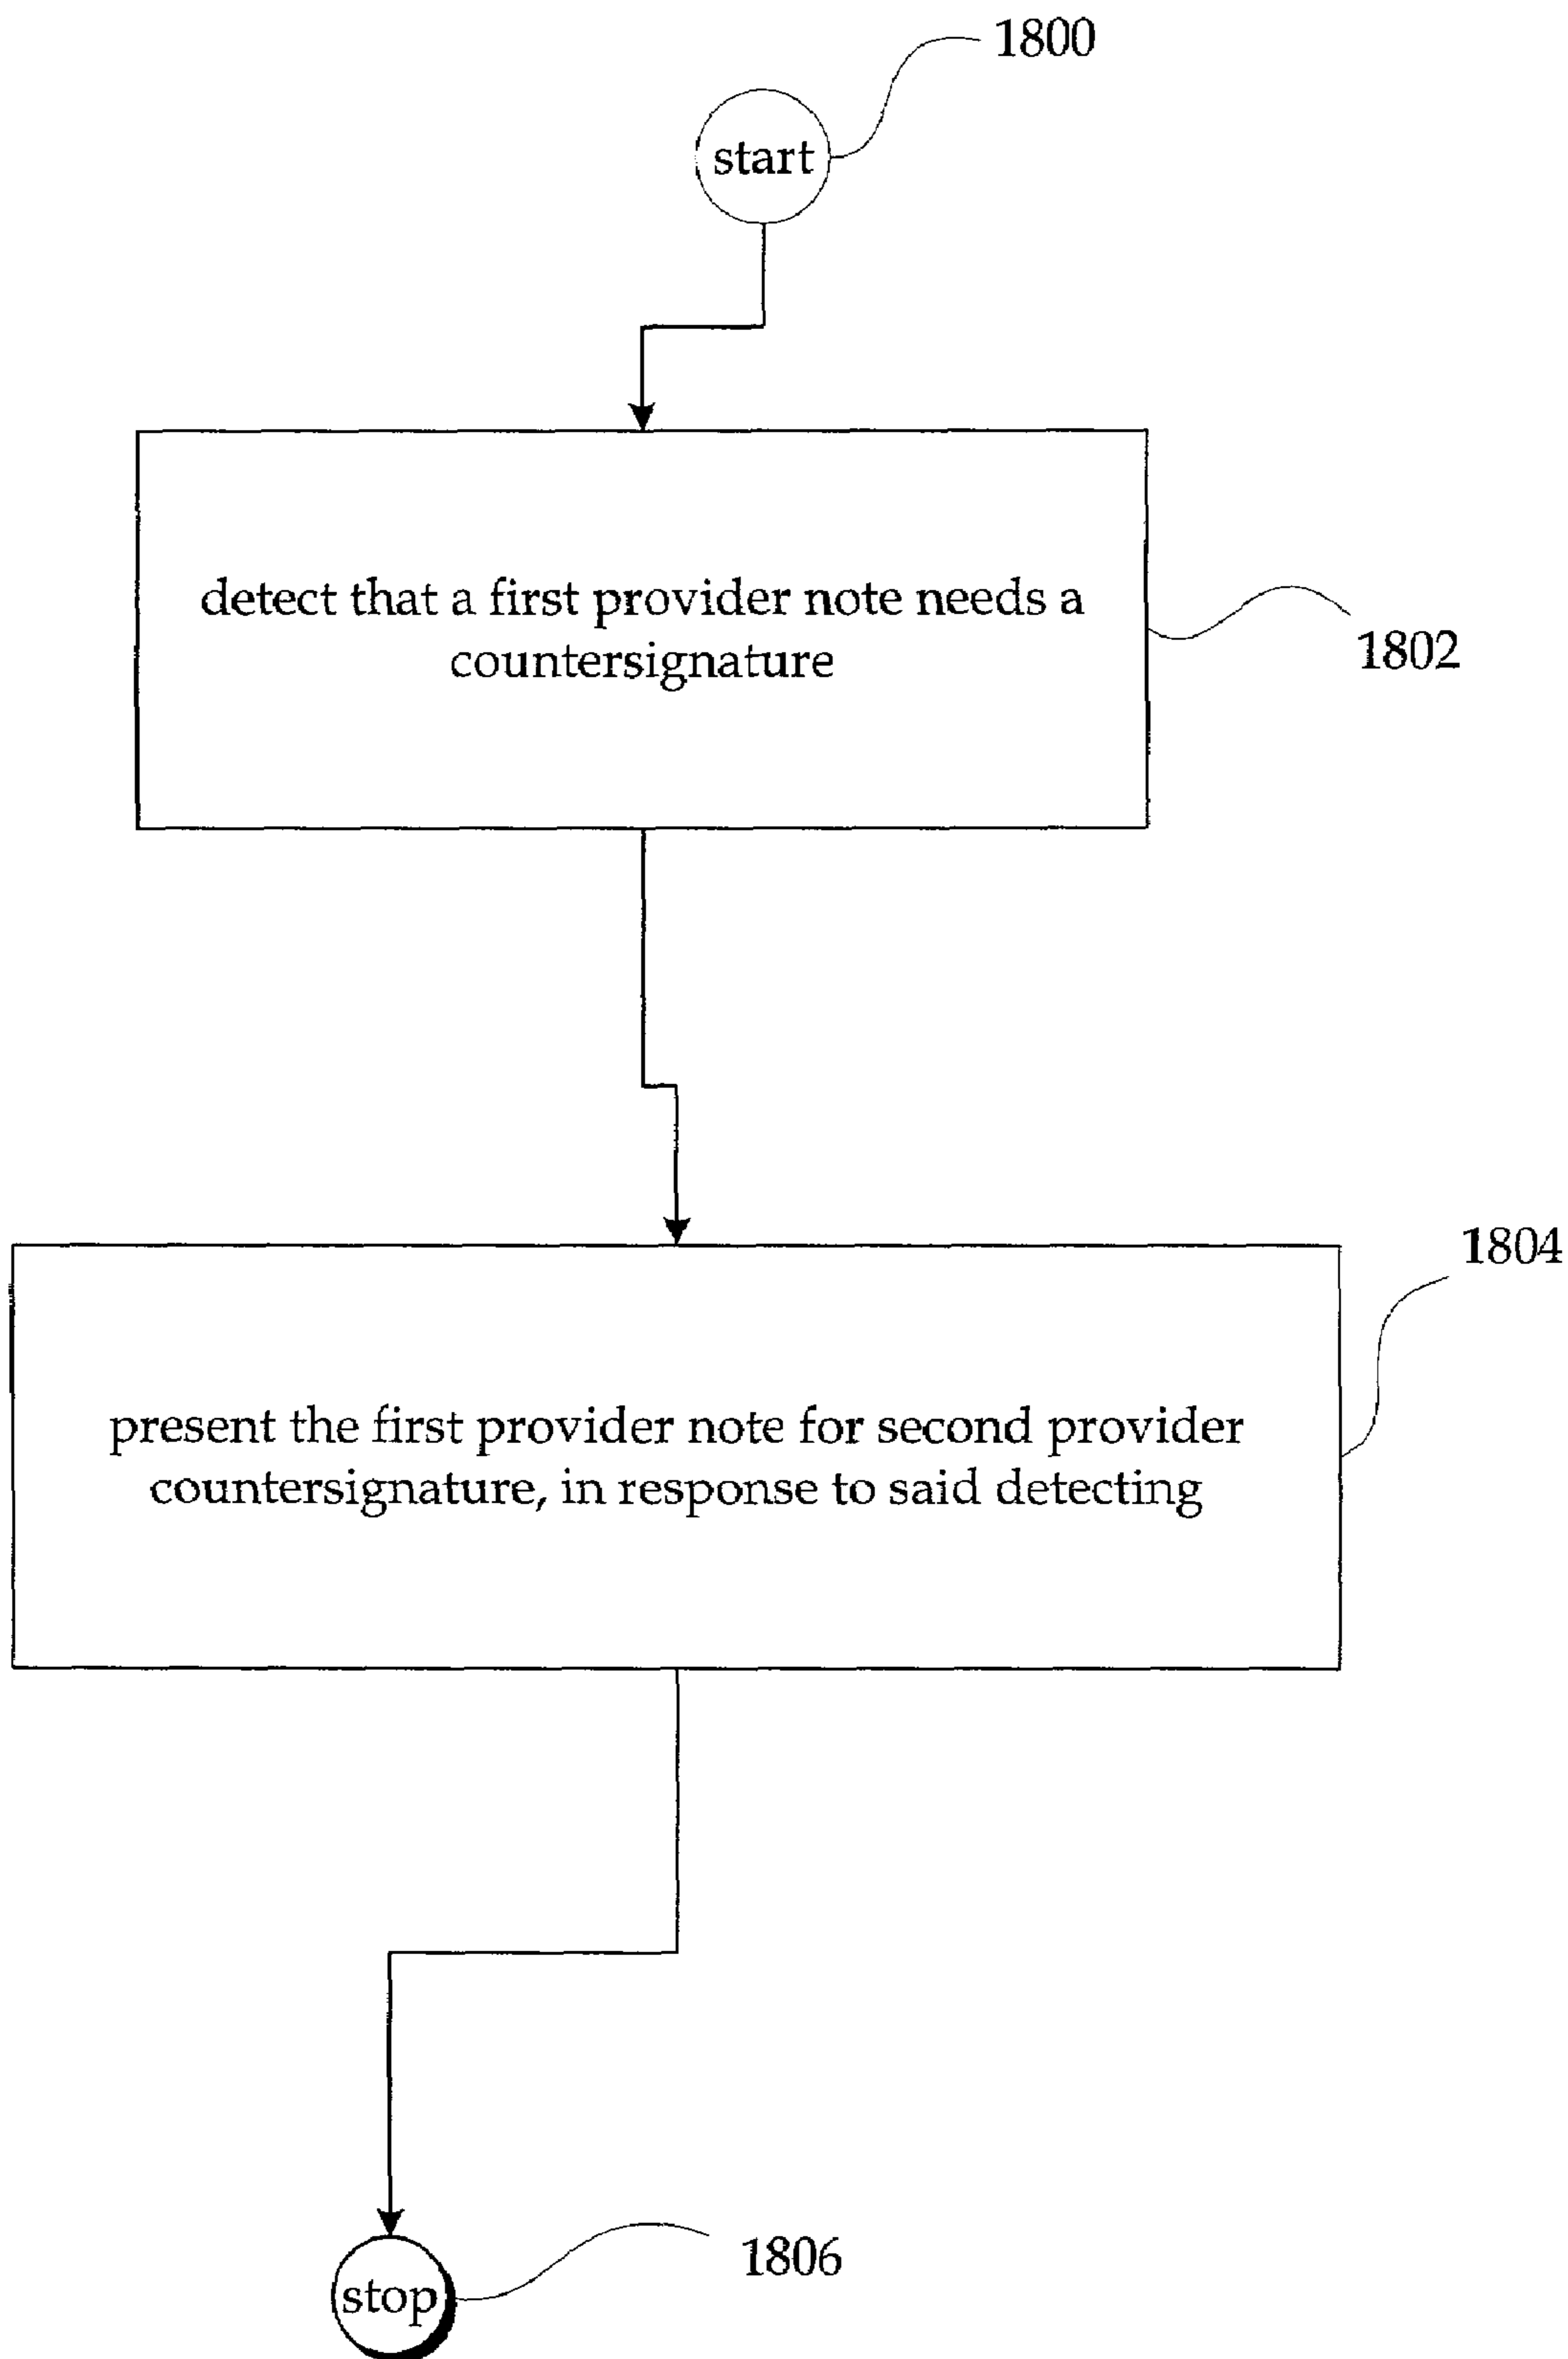 1800
start
detect that a first provider note needs a
countersignature
1802
1804
present the first provider note for second provider
countersignature, in response to said detecting
1806
stop